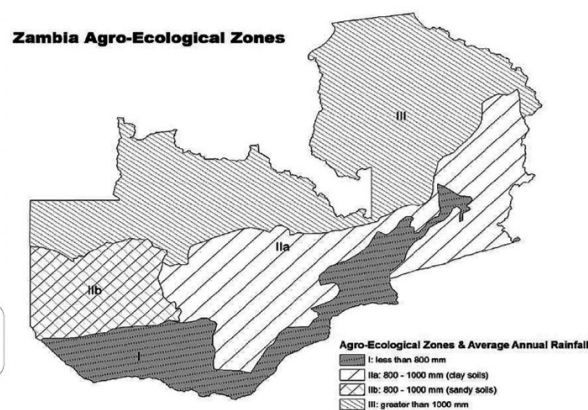 Zambia Agro-Ecological Zones
III
I
IIa
IIb
I
Agro-Ecological Zones & Average Annual Rainfall
I: less than 800 mm
IIa: 800 - 1000 mm (clay soils)
IIb: 800 - 1000 mm (sandy soils)
III: greater than 1000 mm